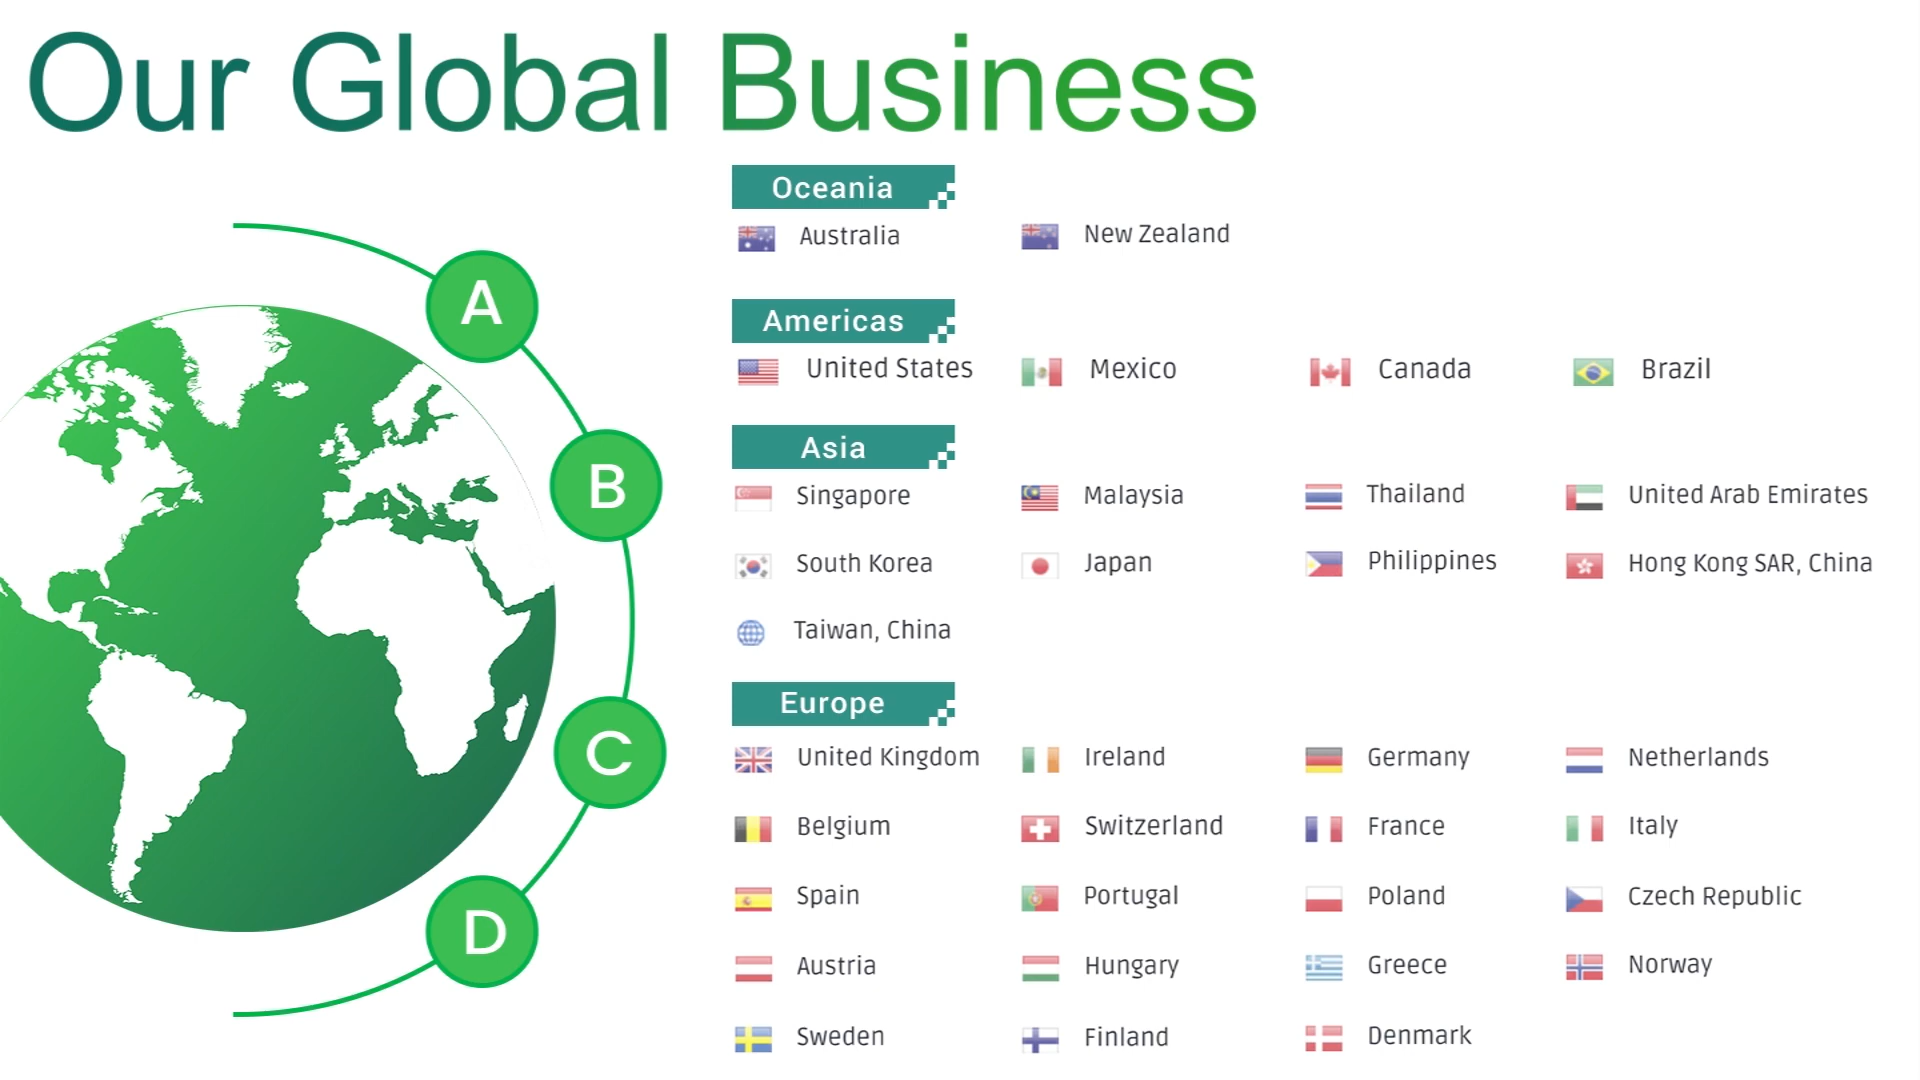 Our Global Business
A
B
C
D
Oceania
Australia New Zealand
Americas
United States Mexico Canada Brazil
Asia
Singapore Malaysia Thailand United Arab Emirates
South Korea Japan Philippines Hong Kong SAR, China
Taiwan, China
Europe
United Kingdom Ireland Germany Netherlands
Belgium Switzerland France Italy
Spain Portugal Poland Czech Republic
Austria Hungary Greece Norway
Sweden Finland Denmark